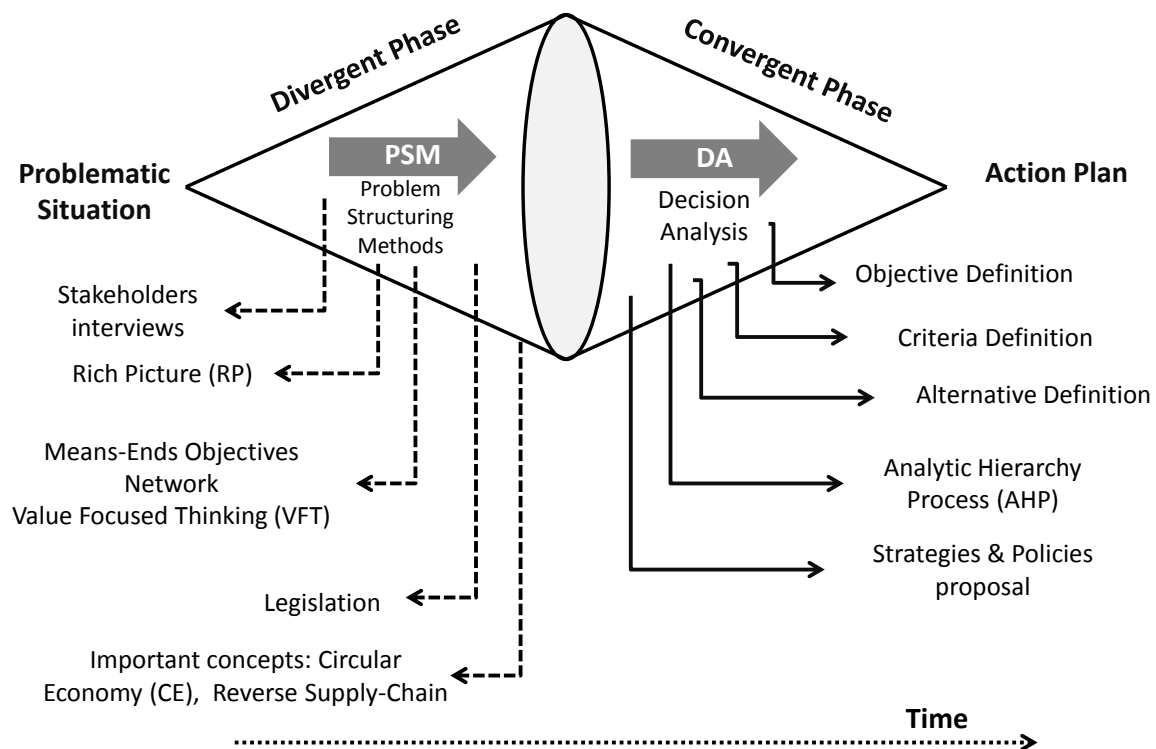 Divergent Phase
Convergent Phase
Problematic
Situation
PSM
Problem
Structuring
Methods
DA
Decision
Analysis
Action Plan
Stakeholders
interviews
Rich Picture (RP)
Means-Ends Objectives
Network
Value Focused Thinking (VFT)
Legislation
Important concepts: Circular
Economy (CE), Reverse Supply-Chain
Objective Definition
Criteria Definition
Alternative Definition
Analytic Hierarchy
Process (AHP)
Strategies & Policies
proposal
Time